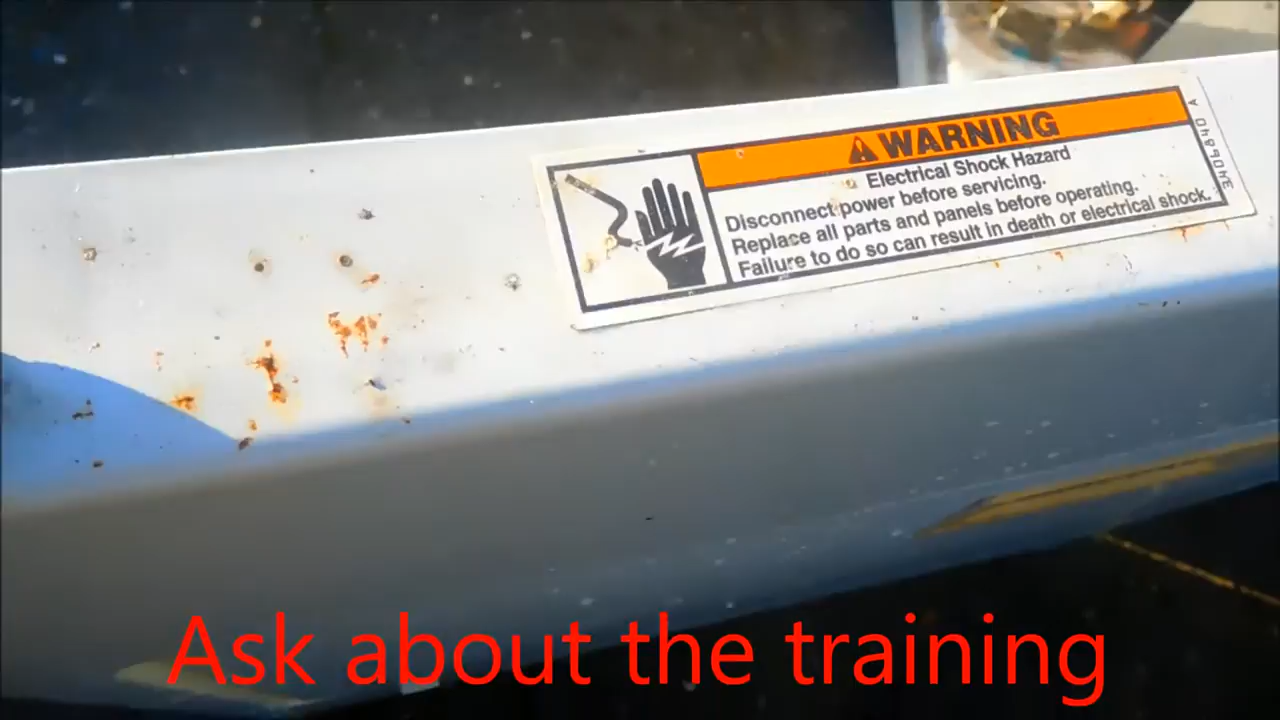 WARNING
Electrical Shock Hazard
Disconnect power before servicing.
Replace all parts and panels before operating.
Failure to do so can result in death or electrical shock.
3406840 A
Ask about the training